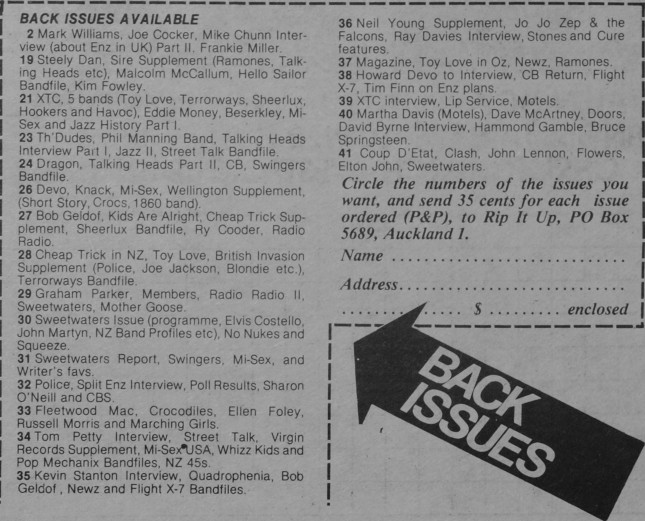 BACK ISSUES AVAILABLE
2 Mark Williams, Joe Cocker, Mike Chunn Inter-
view (about Enz in UK) Part II. Frankie Miller.
19 Steely Dan, Sire Supplement (Ramones, Talk-
ing Heads etc), Malcolm McCallum, Hello Sailor
Bandfile, Kim Fowley.
21 XTC, 5 bands (Toy Love, Terrorways, Sheerlux,
Hookers and Havoc), Eddie Money, Beserkley, Mi-
Sex and Jazz History Part I.
23 Th'Dudes, Phil Manning Band, Talking Heads
Interview Part I, Jazz II, Street Talk Bandfile.
24 Dragon, Talking Heads Part II, CB, Swingers
Bandfile.
26 Devo, Knack, Mi-Sex, Wellington Supplement,
(Short Story, Crocs, 1860 band).
27 Bob Geldof, Kids Are Alright, Cheap Trick Sup-
plement, Sheerlux Bandfile, Ry Cooder, Radio
Radio.
28 Cheap Trick in NZ, Toy Love, British Invasion
Supplement (Police, Joe Jackson, Blondie etc.),
Terrorways Bandfile.
29 Graham Parker, Members, Radio Radio II,
Sweetwaters, Mother Goose.
30 Sweetwaters Issue (programme, Elvis Costello,
John Martyn, NZ Band Profiles etc), No Nukes and
Squeeze.
31 Sweetwaters Report, Swingers, Mi-Sex, and
Writer's favs.
32 Police, Split Enz Interview, Poll Results, Sharon
O'Neill and CBS.
33 Fleetwood Mac, Crocodiles, Ellen Foley,
Russell Morris and Marching Girls.
34 Tom Petty Interview, Street Talk, Virgin
Records Supplement, Mi-Sex USA, Whizz Kids and
Pop Mechanix Bandfiles, NZ 45s.
35 Kevin Stanton Interview, Quadrophenia, Bob
Geldof , Newz and Flight X-7 Bandfiles.
36 Neil Young Supplement, Jo Jo Zep & the
Falcons, Ray Davies Interview, Stones and Cure
features.
37 Magazine, Toy Love in Oz, Newz, Ramones.
38 Howard Devo to Interview, CB Return, Flight
X-7, Tim Finn on Enz plans.
39 XTC interview, Lip Service, Motels.
40 Martha Davis (Motels), Dave McArtney, Doors,
David Byrne Interview, Hammond Gamble, Bruce
Springsteen.
41 Coup D'Etat, Clash, John Lennon, Flowers,
Elton John, Sweetwaters.
Circle the numbers of the issues you
want, and send 35 cents for each issue
ordered (P&P), to Rip It Up, PO Box
5689, Auckland 1.
Name ............................
Address...........................
.............. $ ......... enclosed
BACK
ISSUES